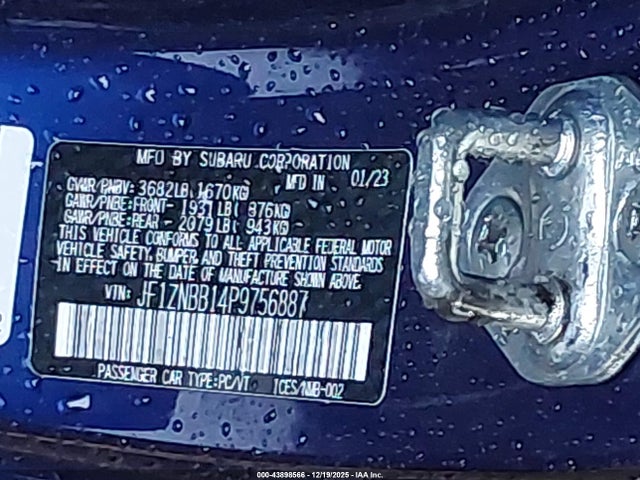 MFD BY SUBARU CORPORATION
MFD IN 01/23
GVWR/PNBV: 3682LB( 1670KG)
GAWR/PNBE:FRONT- 1931LB( 876KG)
GAWR/PNBE:REAR - 2079LB( 943KG)
THIS VEHICLE CONFORMS TO ALL APPLICABLE FEDERAL MOTOR
VEHICLE SAFETY, BUMPER, AND THEFT PREVENTION STANDARDS
IN EFFECT ON THE DATE OF MANUFACTURE SHOWN ABOVE.
VIN: JF1ZNBB14P9756887
PASSENGER CAR TYPE:PC/VT ICES/NMB-002
000-43898566 - 12/19/2025 - IAA Inc.